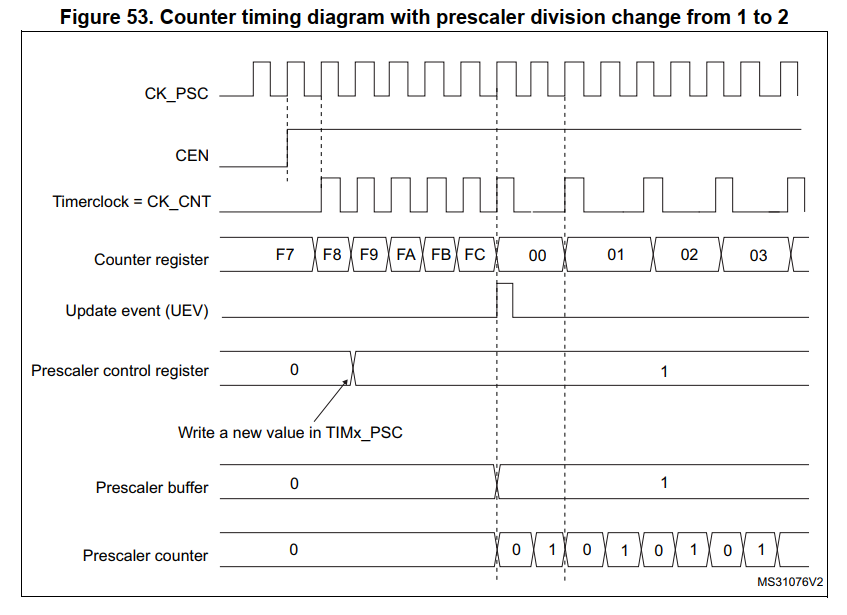 Figure 53. Counter timing diagram with prescaler division change from 1 to 2
CK_PSC
CEN
Timerclock = CK_CNT
Counter register F7 F8 F9 FA FB FC 00 01 02 03
Update event (UEV)
Prescaler control register 0 1
Write a new value in TIMx_PSC
Prescaler buffer 0 1
Prescaler counter 0 0 1 0 1 0 1 0 1
MS31076V2